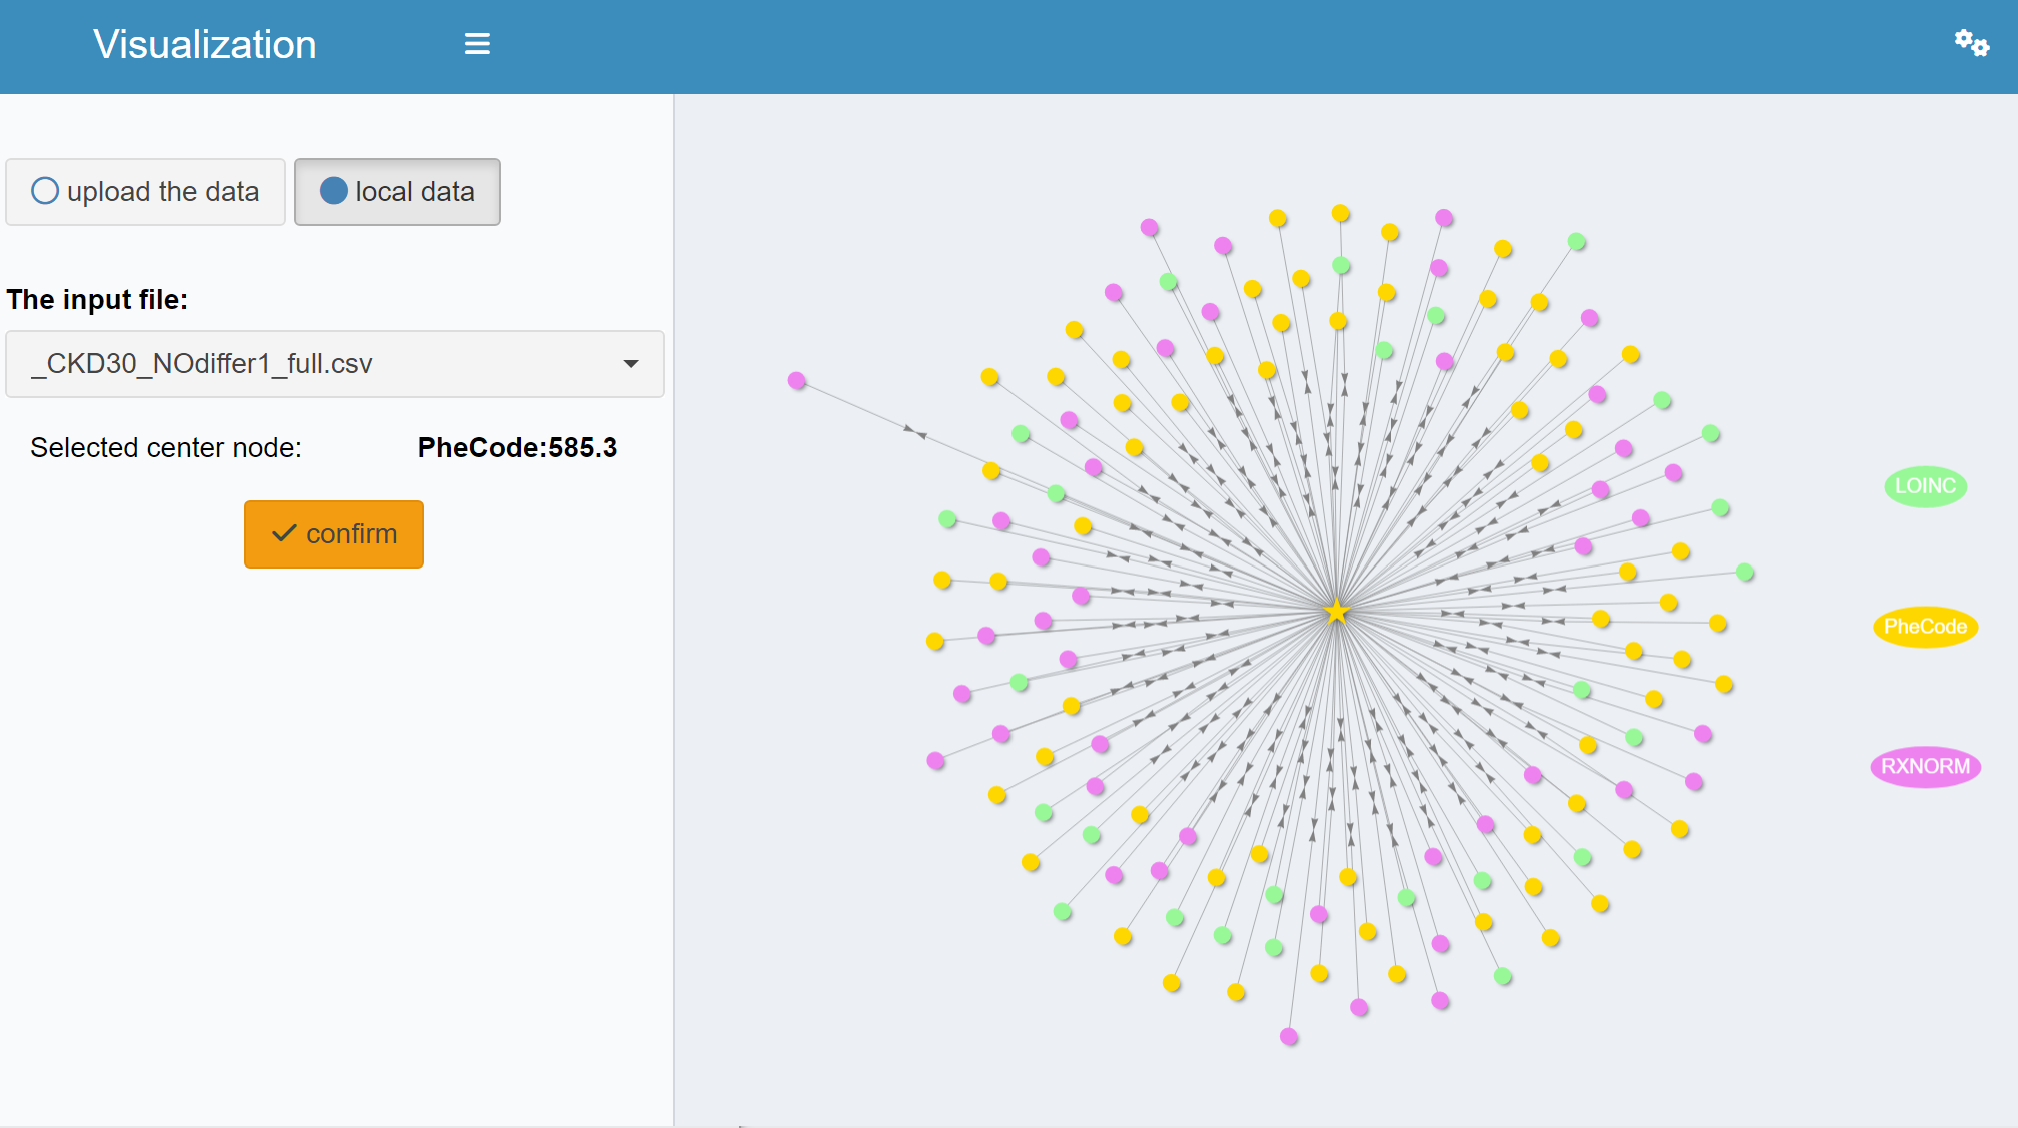 Visualization
upload the data
local data
The input file:
_CKD30_NOdiffer1_full.csv
Selected center node: PheCode:585.3
confirm
LOINC
PheCode
RXNORM